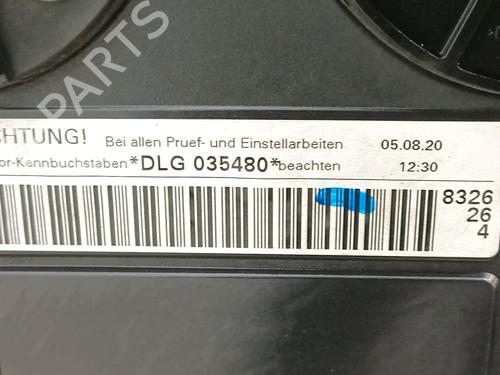 CHTUNG! Bei allen Pruef- und Einstellarbeiten 05.08.20
or-Kennbuchstaben *DLG 035480* beachten 12:30
8326
26
4
PARTS